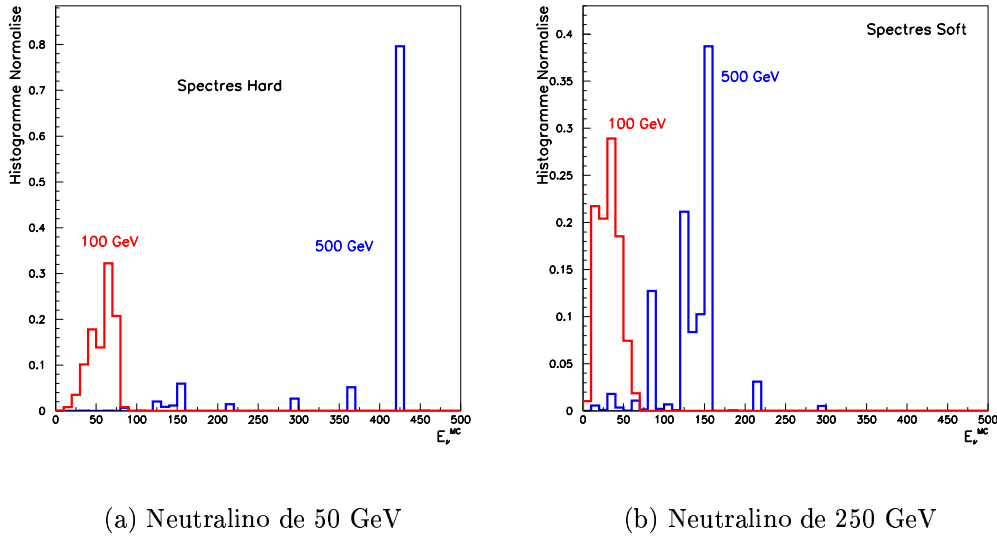 Histogramme Normalise
0.8
0.7
0.6
0.5
0.4
0.3
0.2
0.1
0
Spectres Hard
100 GeV
500 GeV
0 50 100 150 200 250 300 350 400 450 500
E_ν^MC
(a) Neutralino de 50 GeV
Histogramme Normalise
0.4
0.35
0.3
0.25
0.2
0.15
0.1
0.05
0
Spectres Soft
500 GeV
100 GeV
0 50 100 150 200 250 300 350 400 450 500
E_ν^MC
(b) Neutralino de 250 GeV